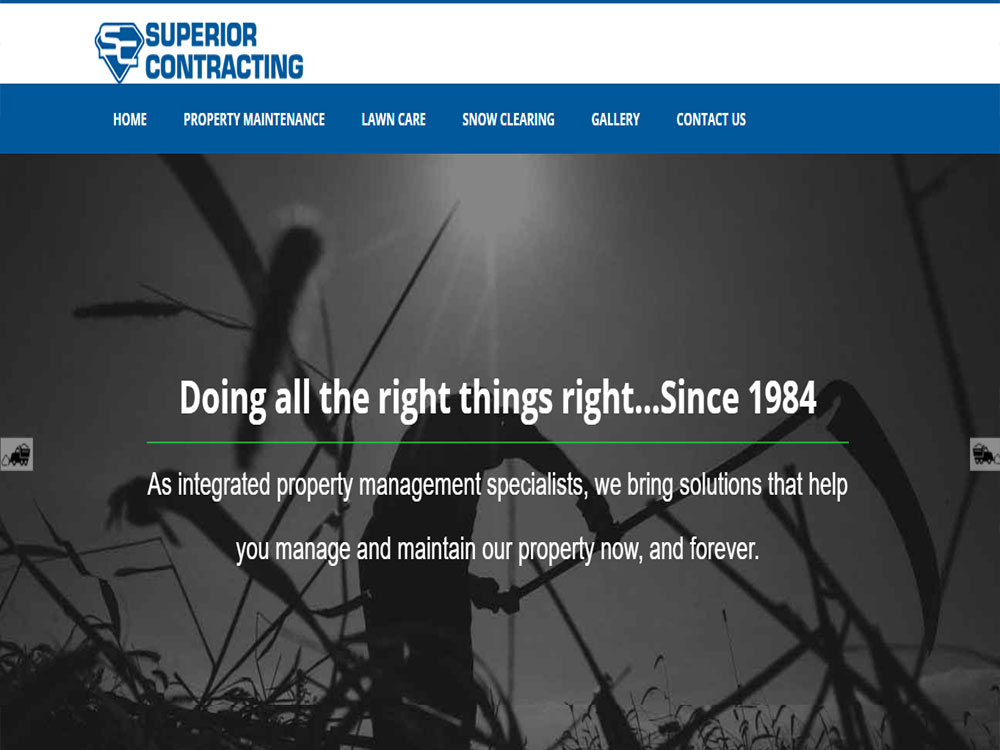 SUPERIOR
CONTRACTING
HOME PROPERTY MAINTENANCE LAWN CARE SNOW CLEARING GALLERY CONTACT US
Doing all the right things right...Since 1984
As integrated property management specialists, we bring solutions that help
you manage and maintain our property now, and forever.